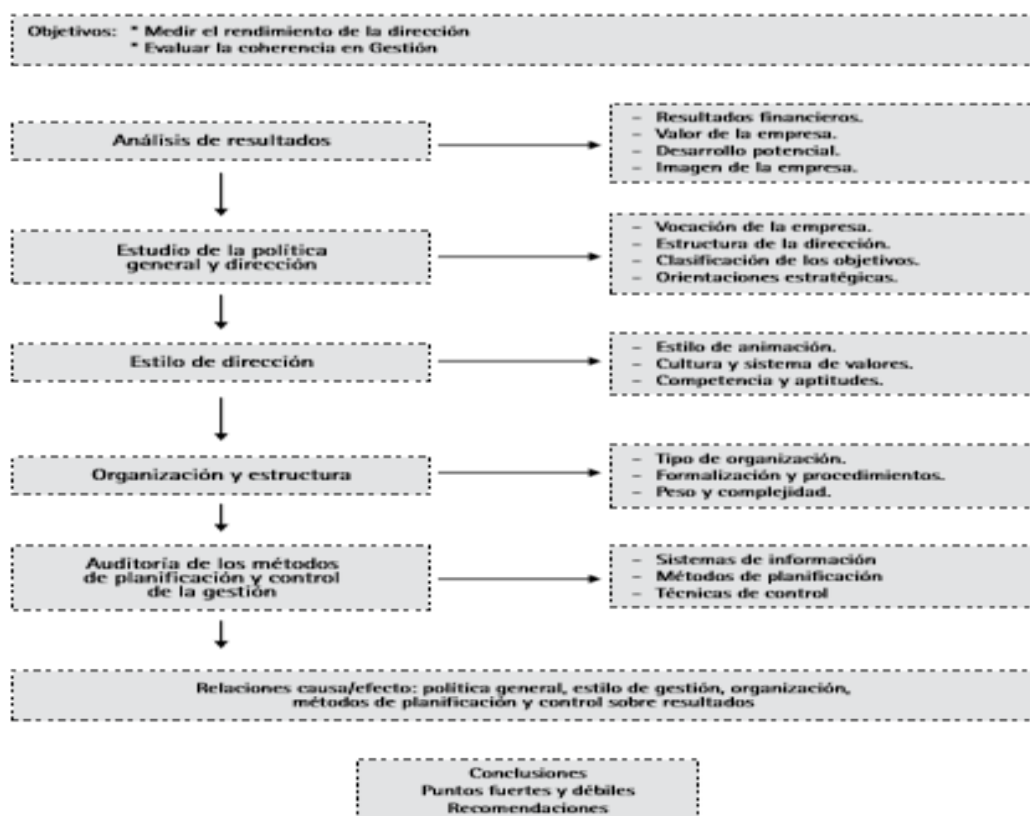 Objetivos: * Medir el rendimiento de la dirección
* Evaluar la coherencia en Gestión
Análisis de resultados
- Resultados financieros.
- Valor de la empresa.
- Desarrollo potencial.
- Imagen de la empresa.
Estudio de la política
general y dirección
- Vocación de la empresa.
- Estructura de la dirección.
- Clasificación de los objetivos.
- Orientaciones estratégicas.
Estilo de dirección
- Estilo de animación.
- Cultura y sistema de valores.
- Competencia y aptitudes.
Organización y estructura
- Tipo de organización.
- Formalización y procedimientos.
- Peso y complejidad.
Auditoría de los métodos
de planificación y control
de la gestión
- Sistemas de información
- Métodos de planificación
- Técnicas de control
Relaciones causa/efecto: política general, estilo de gestión, organización,
métodos de planificación y control sobre resultados
Conclusiones
Puntos fuertes y débiles
Recomendaciones